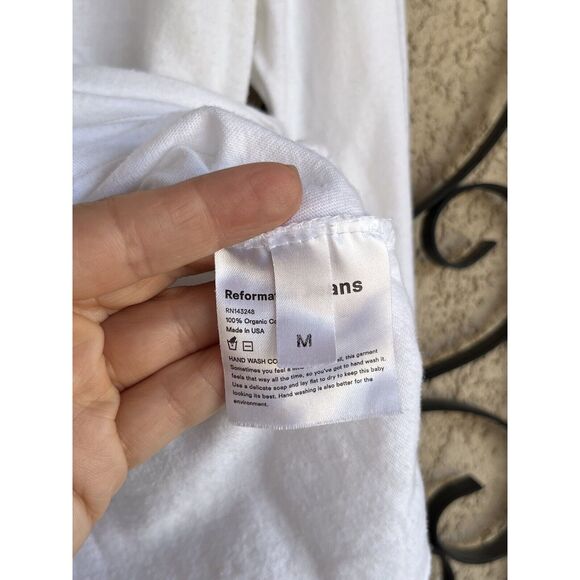 Reforma ans
RN143248
100% Organic Co
Made in USA
M
HAND WASH CO
Sometimes you feel a all, this garment
feels that way all the time, so you've got to hand wash it.
Use a delicate soap and lay flat to dry to keep this baby
looking its best. Hand washing is also better for the
environment.